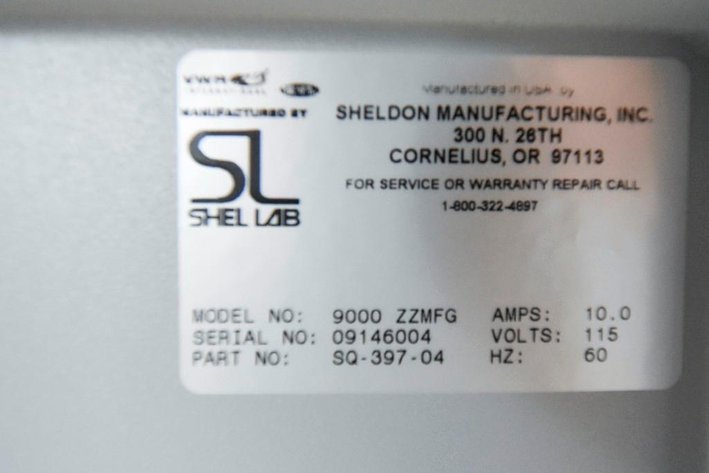 VWR
INTERNATIONAL
MANUFACTURED BY
SL
SHEL LAB
Manufactured in USA by
SHELDON MANUFACTURING, INC.
300 N. 26TH
CORNELIUS, OR 97113
FOR SERVICE OR WARRANTY REPAIR CALL
1-800-322-4897
MODEL NO: 9000 ZZMFG AMPS: 10.0
SERIAL NO: 09146004 VOLTS: 115
PART NO: SQ-397-04 HZ: 60